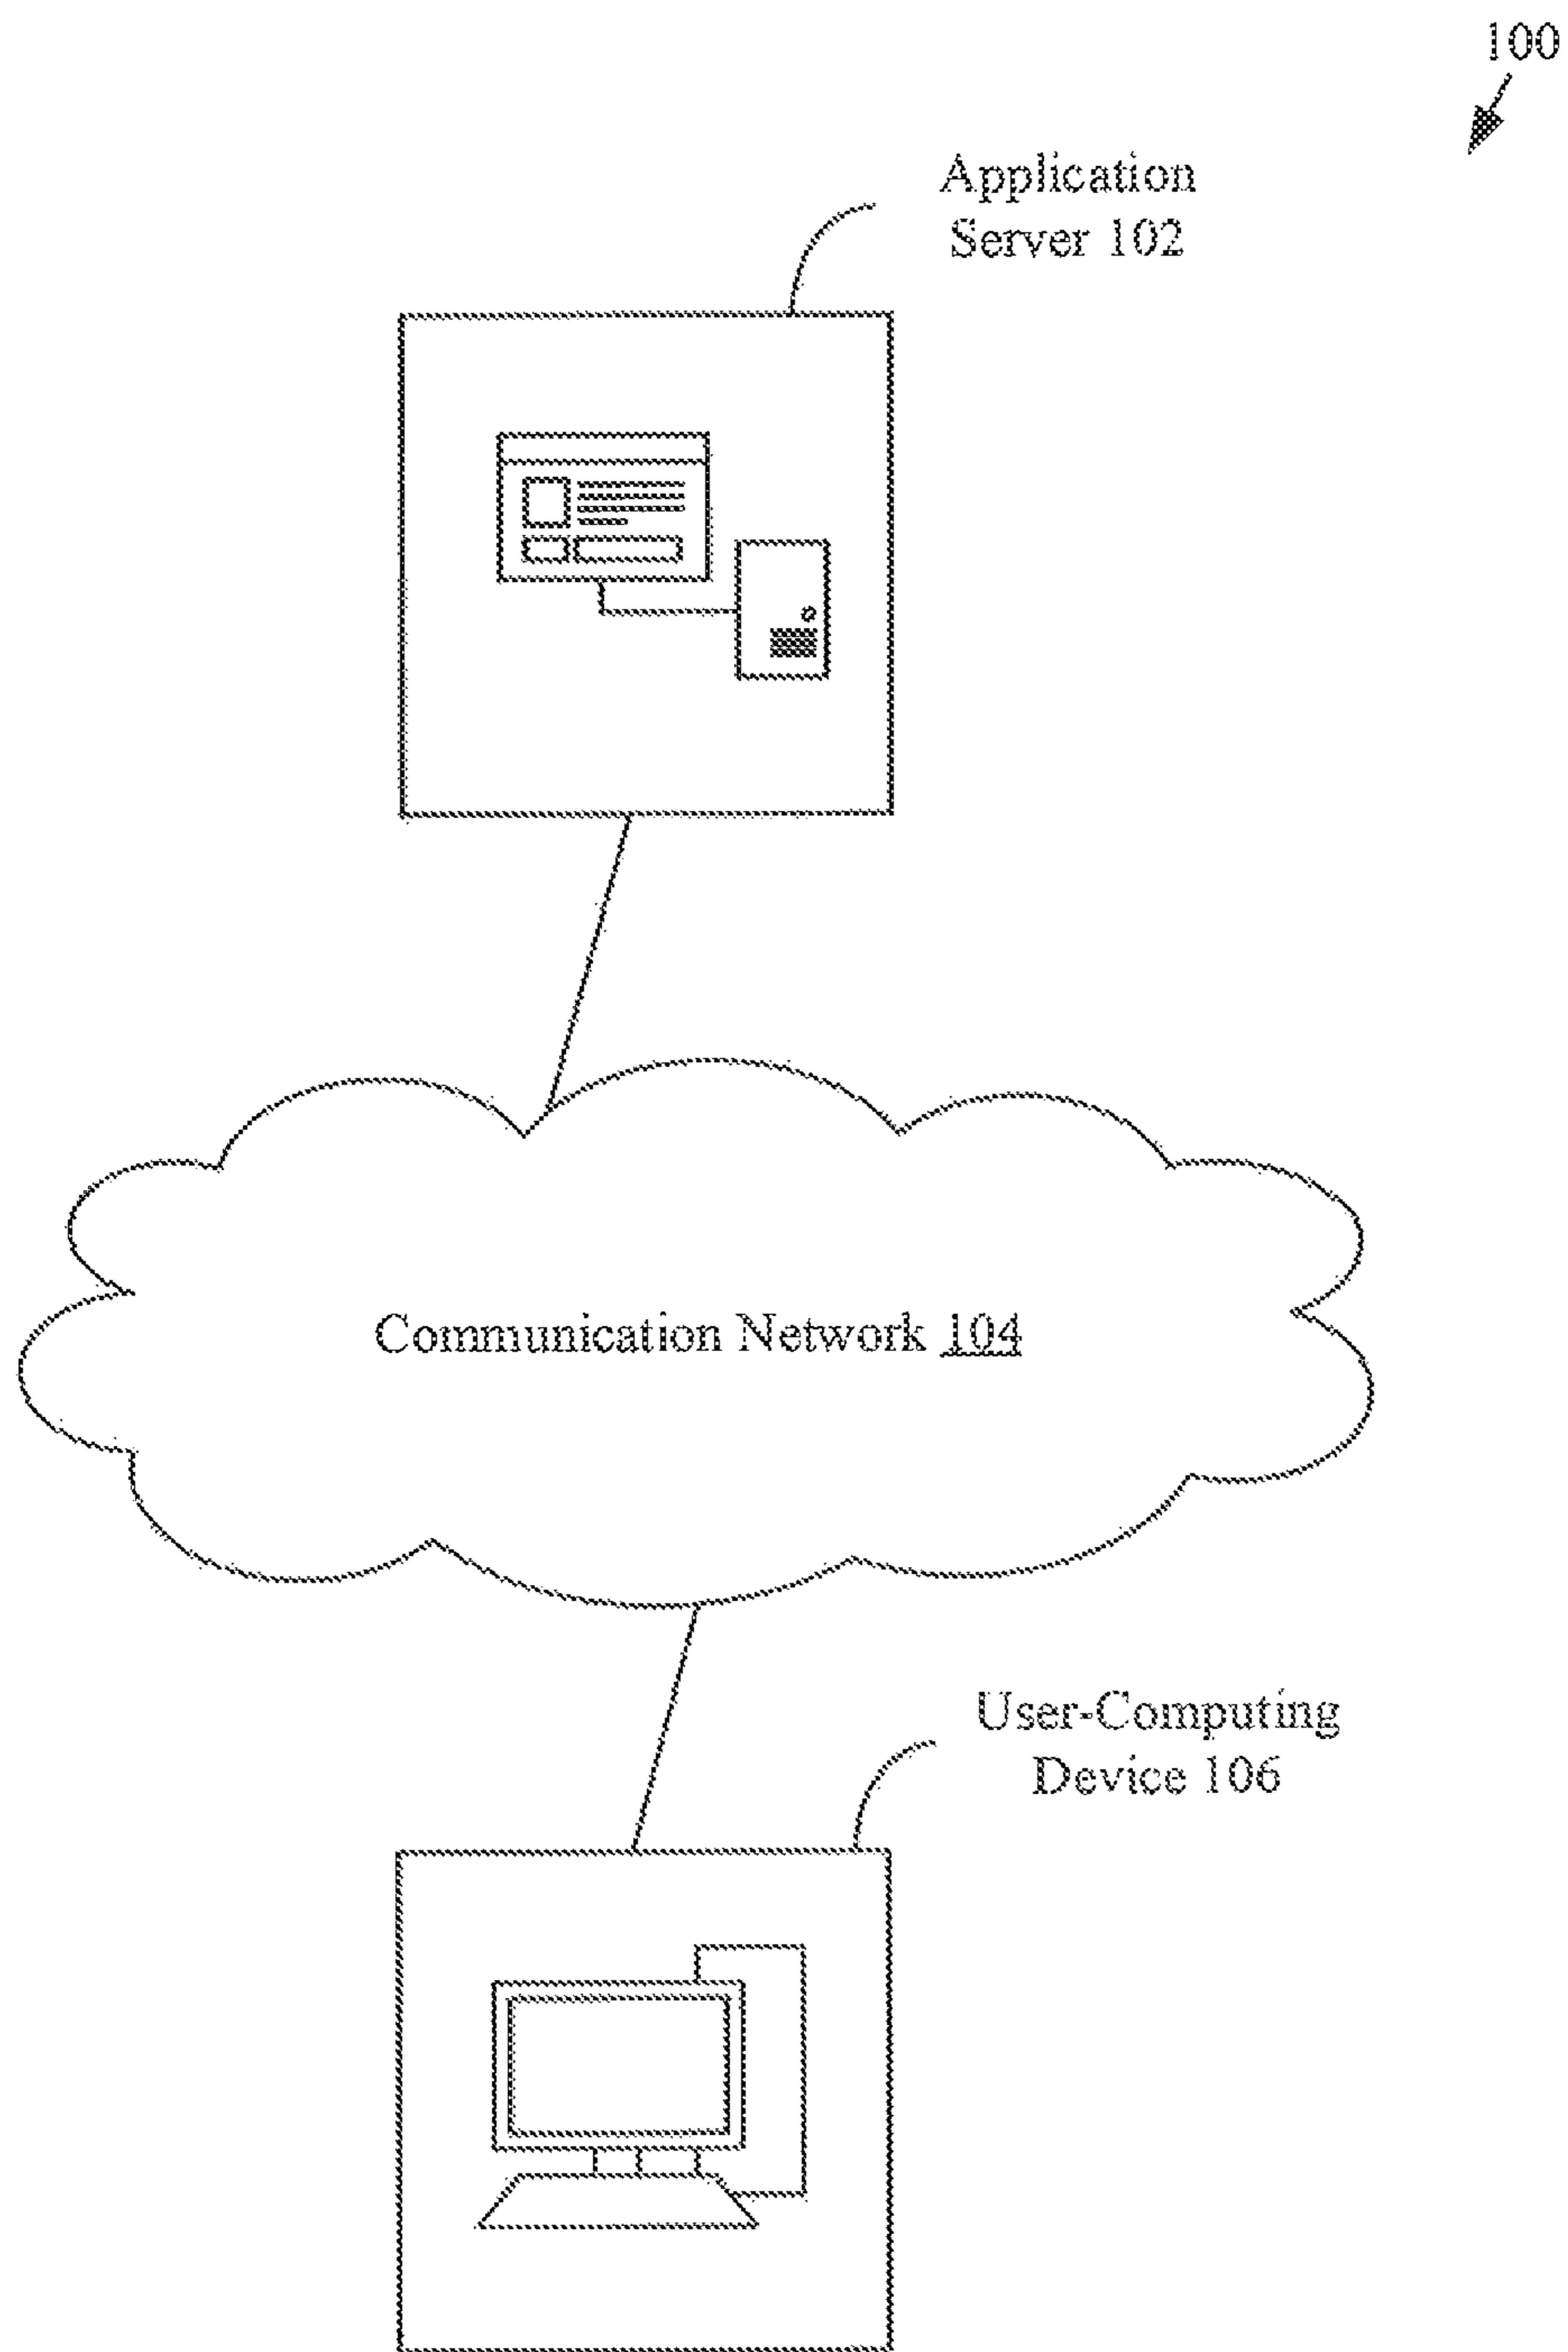 100
Application
Server 102
Communication Network 104
User-Computing
Device 106